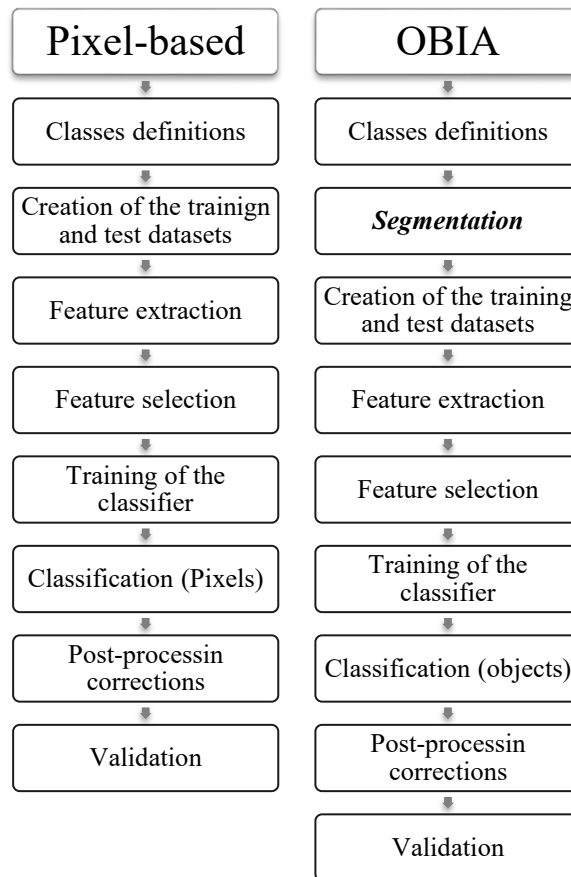 Pixel-based
Classes definitions
Creation of the trainign
and test datasets
Feature extraction
Feature selection
Training of the
classifier
Classification (Pixels)
Post-processin
corrections
Validation
OBIA
Classes definitions
Segmentation
Creation of the training
and test datasets
Feature extraction
Feature selection
Training of the
classifier
Classification (objects)
Post-processin
corrections
Validation